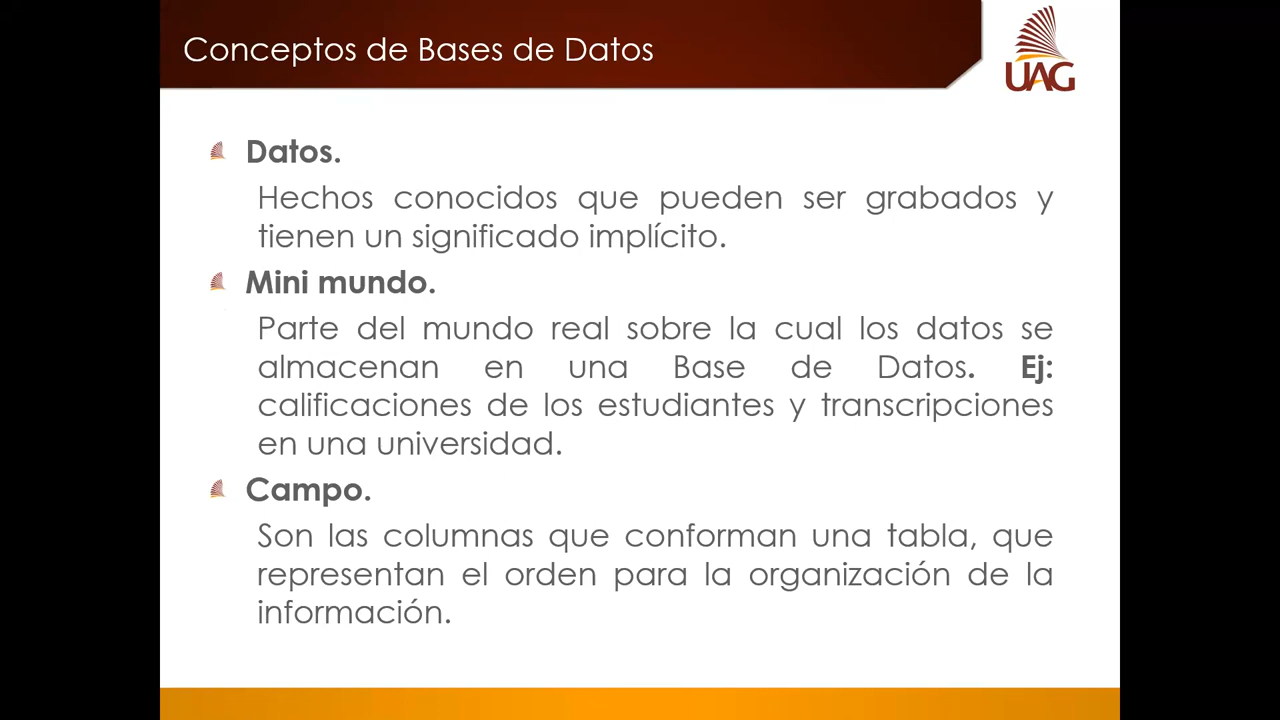 Conceptos de Bases de Datos
UAG
Datos.
Hechos conocidos que pueden ser grabados y
tienen un significado implícito.
Mini mundo.
Parte del mundo real sobre la cual los datos se
almacenan en una Base de Datos. Ej:
calificaciones de los estudiantes y transcripciones
en una universidad.
Campo.
Son las columnas que conforman una tabla, que
representan el orden para la organización de la
información.